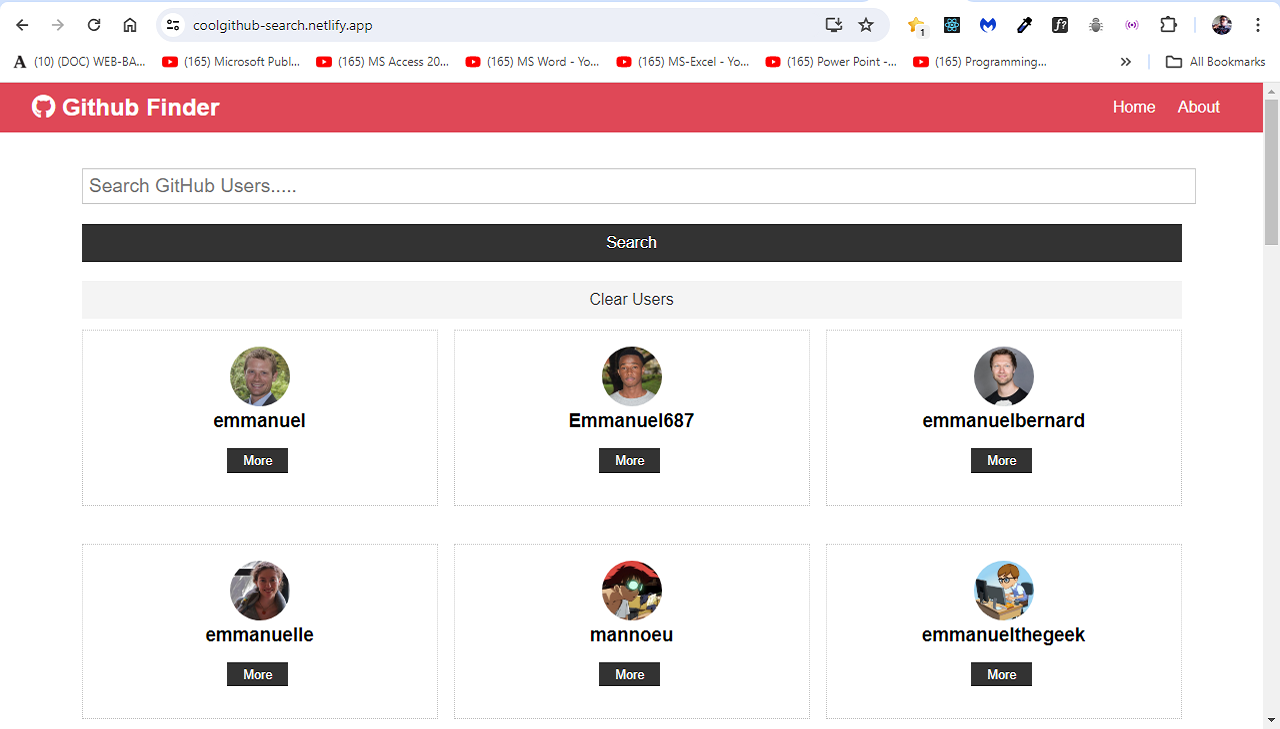 coolgithub-search.netlify.app
1
f?
A (10) (DOC) WEB-BA... (165) Microsoft Publ... (165) MS Access 20... (165) MS Word - Yo... (165) MS-Excel - Yo... (165) Power Point -... (165) Programming... » All Bookmarks
Github Finder Home About
Search GitHub Users.....
Search
Clear Users
emmanuel Emmanuel687 emmanuelbernard
More More More
emmanuelle mannoeu emmanuelthegeek
More More More